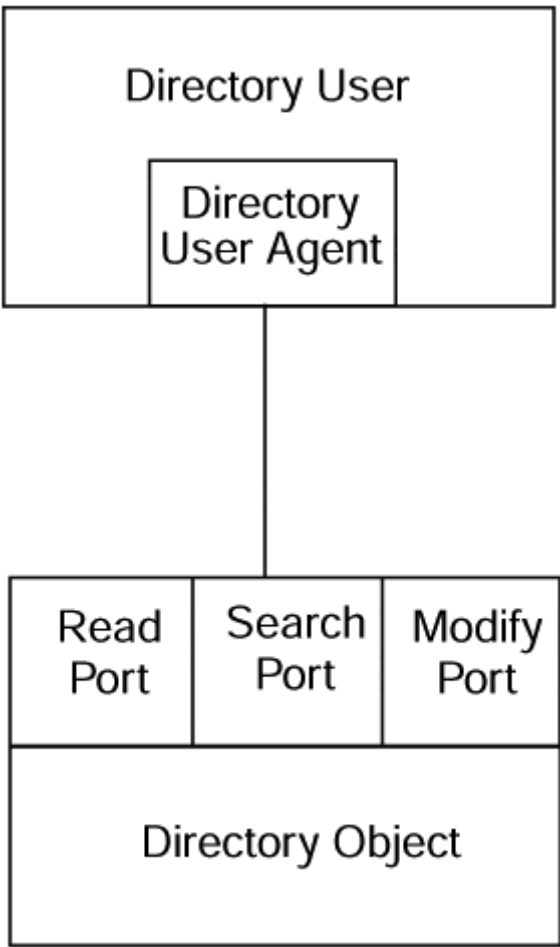 Directory User
Directory
User Agent
Read
Port
Search
Port
Modify
Port
Directory Object